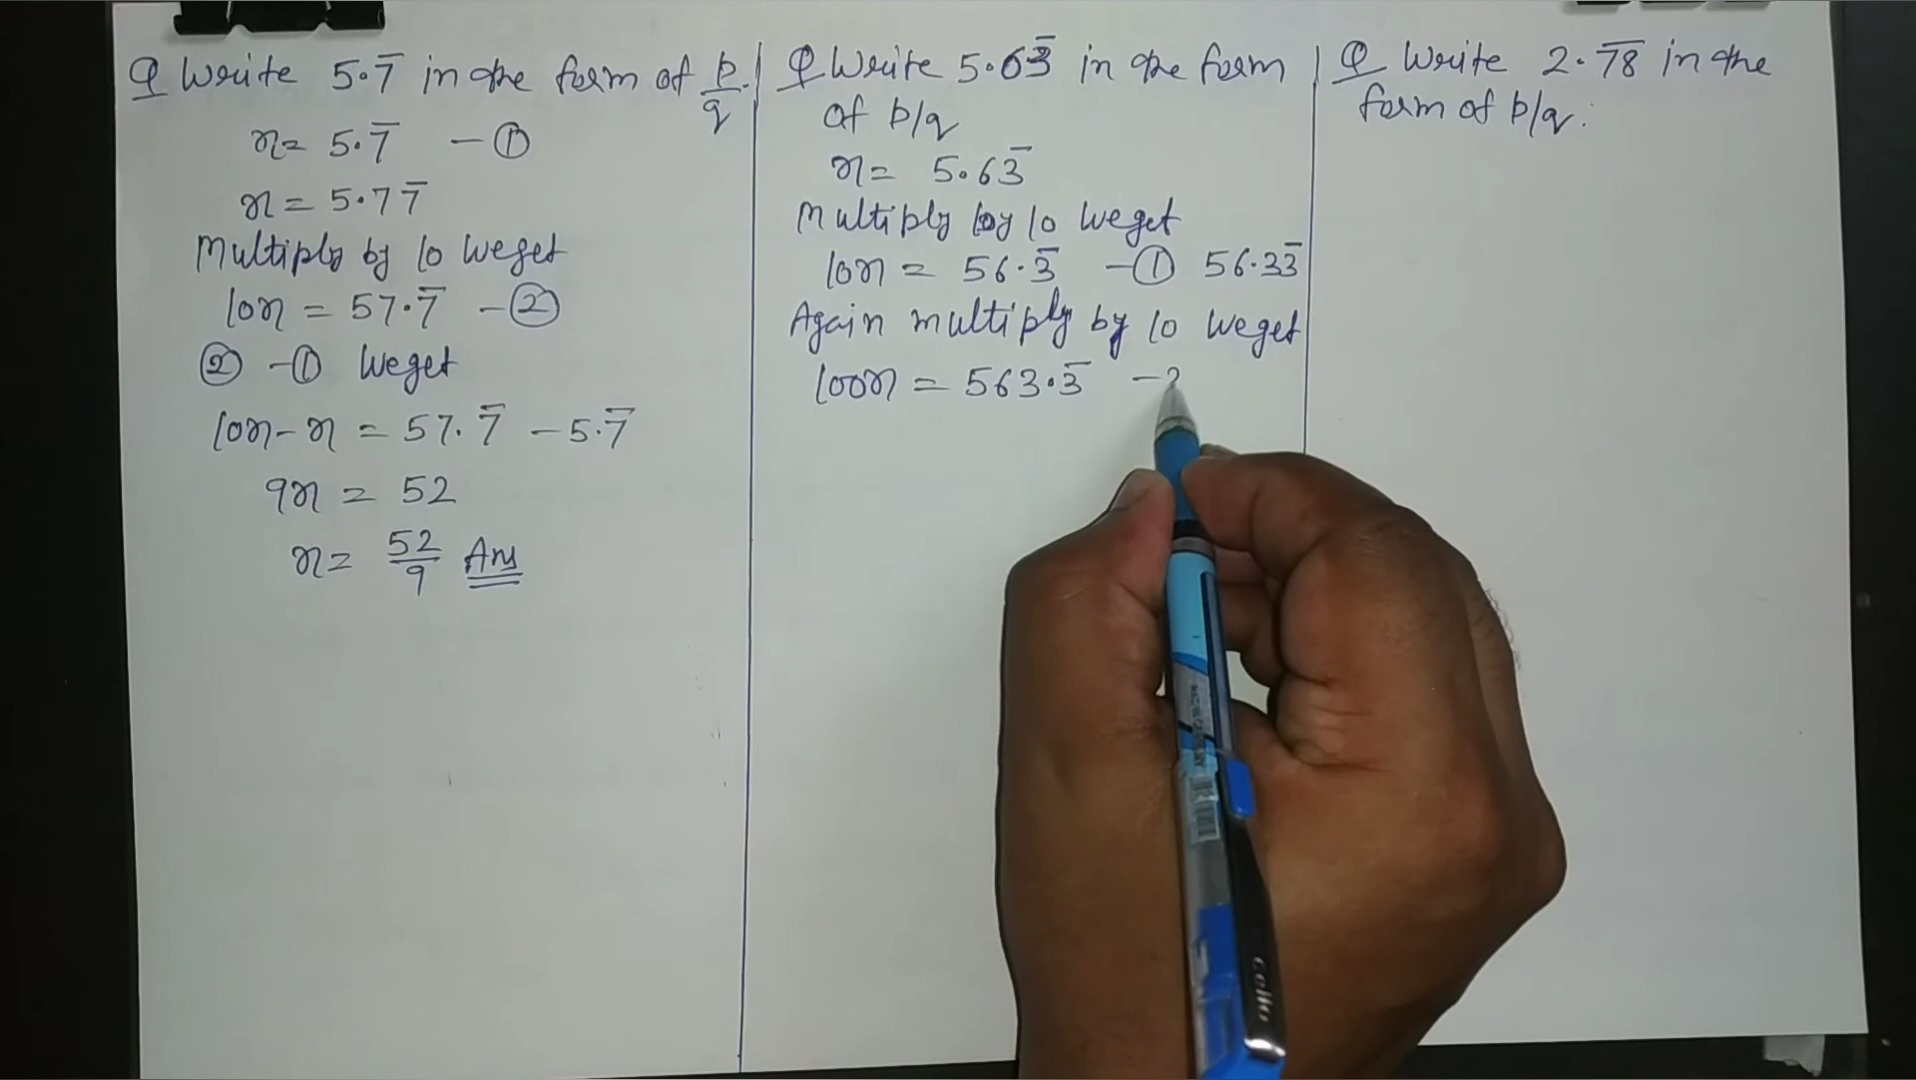 Q Write 5.7̅ in the form of p/q.
x = 5.7̅ - ①
x = 5.77̅
Multiply by 10 we get
10x = 57.7̅ - ②
② - ① we get
10x - x = 57.7̅ - 5.7̅
9x = 52
x = 52/9 Ans
Q Write 5.63̅ in the form
of p/q
x = 5.63̅
Multiply by 10 we get
10x = 56.3̅ - ① 56.33̅
Again multiply by 10 we get
100x = 563.3̅ - 2
Q Write 2.7̅8̅ in the
form of p/q.
cello